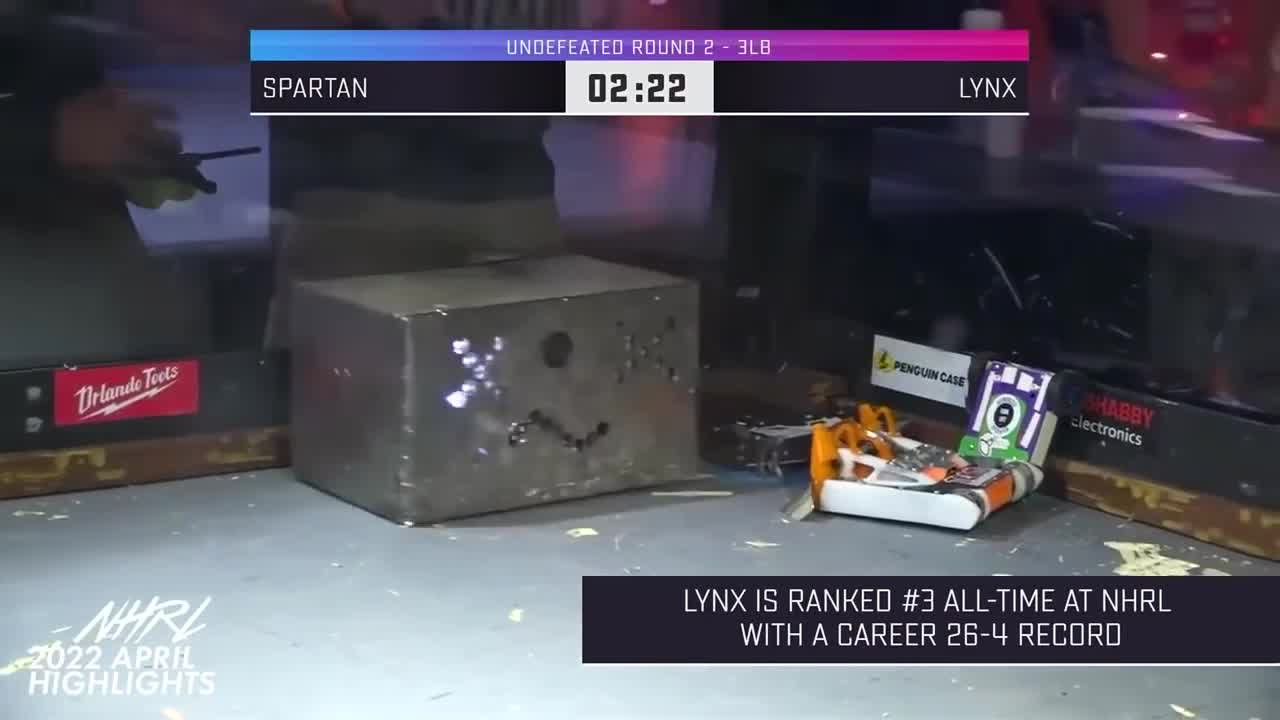 UNDEFEATED ROUND 2 - 3LB
SPARTAN
02:22
LYNX
Orlando Tools
PENGUIN CASE
SHABBY
Electronics
LYNX IS RANKED #3 ALL-TIME AT NHRL
WITH A CAREER 26-4 RECORD
NHRL
2022 APRIL
HIGHLIGHTS